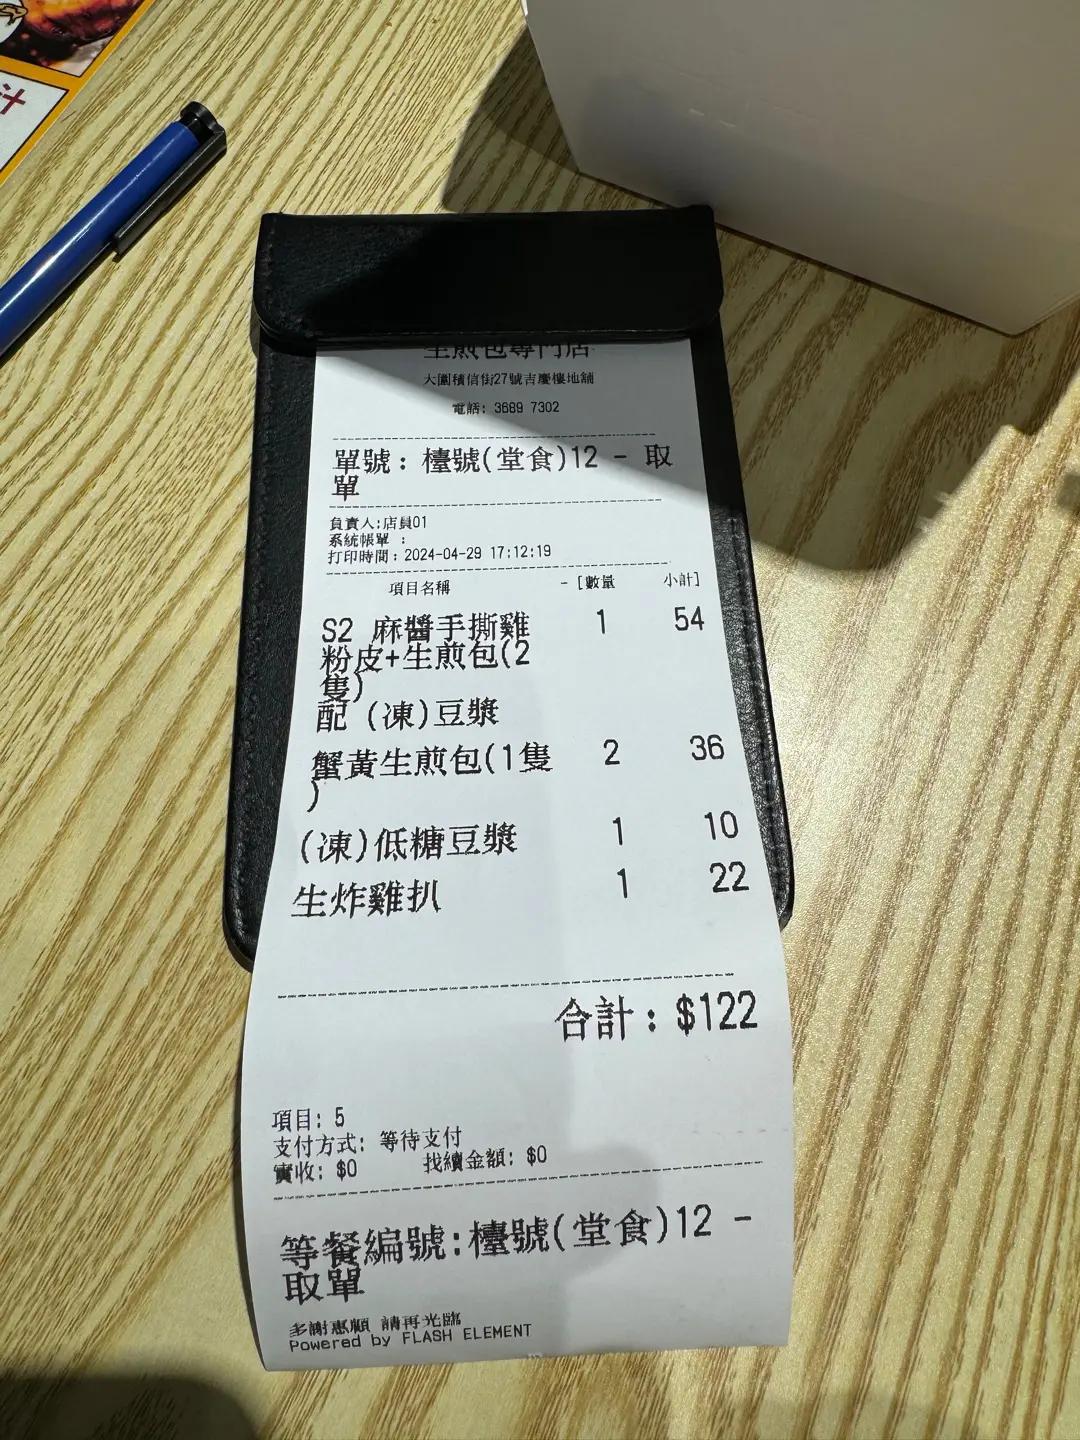 汁
生煎包專門店
大圍積信街27號吉慶樓地舖
電話: 3689 7302
單號: 檯號(堂食)12 - 取
單
負責人:店員01
系統帳單 :
打印時間: 2024-04-29 17:12:19
項目名稱 - [數量 小計]
S2 麻醬手撕雞 1 54
粉皮+生煎包(2
隻)
配 (凍)豆漿
蟹黃生煎包(1隻 2 36
)
(凍)低糖豆漿 1 10
生炸雞扒 1 22
合計: $122
項目: 5
支付方式: 等待支付
實收: $0 找續金額: $0
等餐編號:檯號(堂食)12 -
取單
多謝惠顧 請再光臨
Powered by FLASH ELEMENT